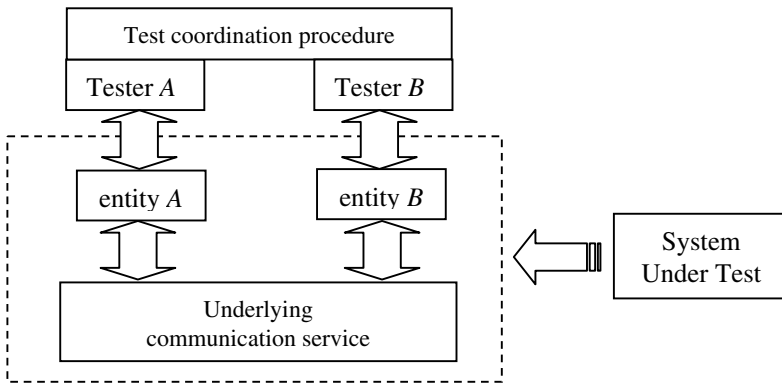 Test coordination procedure
Tester A
Tester B
entity A
entity B
System
Under Test
Underlying
communication service